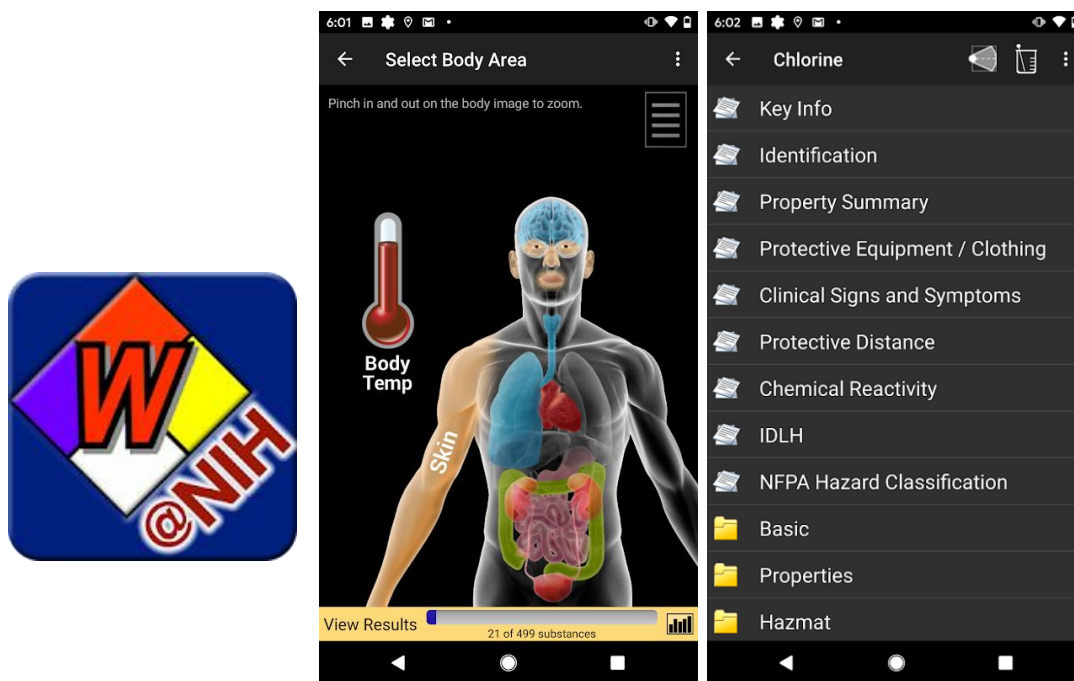 W
@NIH
6:01
Select Body Area
Pinch in and out on the body image to zoom.
Body
Temp
Skin
View Results
21 of 499 substances
6:02
Chlorine
Key Info
Identification
Property Summary
Protective Equipment / Clothing
Clinical Signs and Symptoms
Protective Distance
Chemical Reactivity
IDLH
NFPA Hazard Classification
Basic
Properties
Hazmat